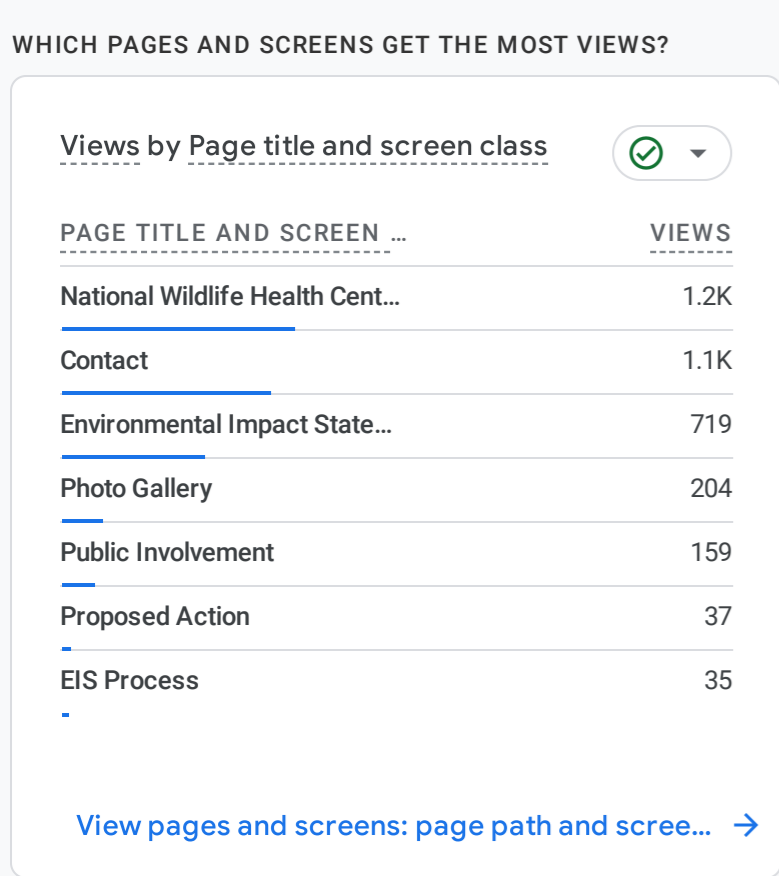 WHICH PAGES AND SCREENS GET THE MOST VIEWS?
Views by Page title and screen class
PAGE TITLE AND SCREEN ... VIEWS
National Wildlife Health Cent... 1.2K
Contact 1.1K
Environmental Impact State... 719
Photo Gallery 204
Public Involvement 159
Proposed Action 37
EIS Process 35
View pages and screens: page path and scree...